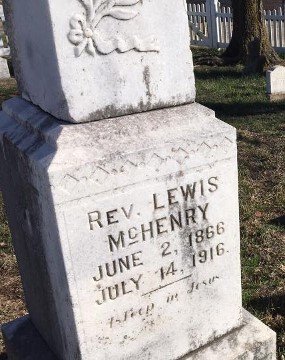 REV. LEWIS
McHENRY
JUNE 2, 1866
JULY 14, 1916.
Asleep in Jesus